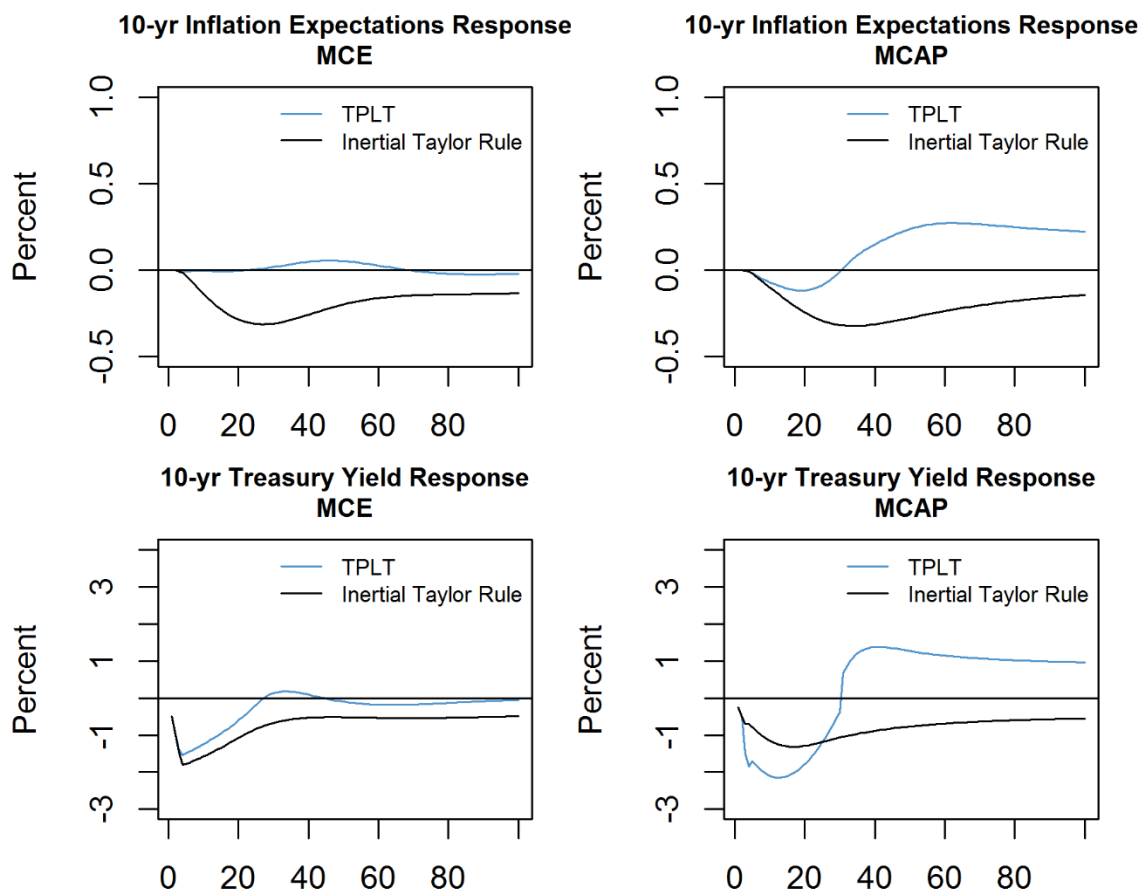 10-yr Inflation Expectations Response
MCE
Percent
1.0
0.5
0.0
-0.5
TPLT
Inertial Taylor Rule
0 20 40 60 80
10-yr Inflation Expectations Response
MCAP
Percent
1.0
0.5
0.0
-0.5
TPLT
Inertial Taylor Rule
0 20 40 60 80
10-yr Treasury Yield Response
MCE
Percent
3
1
-1
-3
TPLT
Inertial Taylor Rule
0 20 40 60 80
10-yr Treasury Yield Response
MCAP
Percent
3
1
-1
-3
TPLT
Inertial Taylor Rule
0 20 40 60 80